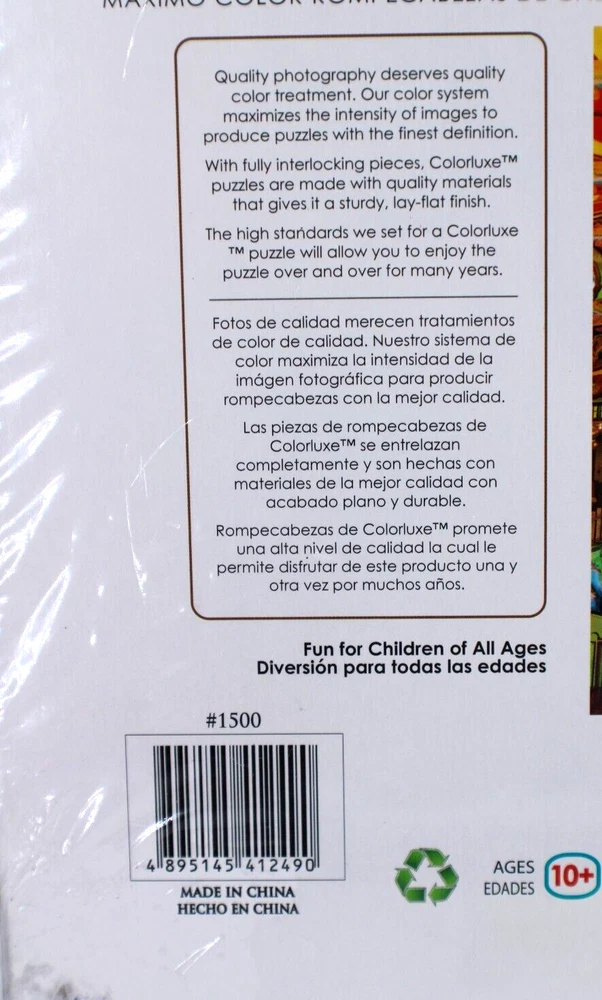 MAXIMO COLOR ROMPECABEZAS DE
Quality photography deserves quality
color treatment. Our color system
maximizes the intensity of images to
produce puzzles with the finest definition.
With fully interlocking pieces, Colorluxe™
puzzles are made with quality materials
that gives it a sturdy, lay-flat finish.
The high standards we set for a Colorluxe
™ puzzle will allow you to enjoy the
puzzle over and over for many years.
Fotos de calidad merecen tratamientos
de color de calidad. Nuestro sistema de
color maximiza la intensidad de la
imágen fotográfica para producir
rompecabezas con la mejor calidad.
Las piezas de rompecabezas de
Colorluxe™ se entrelazan
completamente y son hechas con
materiales de la mejor calidad con
acabado plano y durable.
Rompecabezas de Colorluxe™ promete
una alta nivel de calidad la cual le
permite disfrutar de este producto una y
otra vez por muchos años.
Fun for Children of All Ages
Diversión para todas las edades
#1500
4 895145 412490
MADE IN CHINA
HECHO EN CHINA
AGES
EDADES
10+